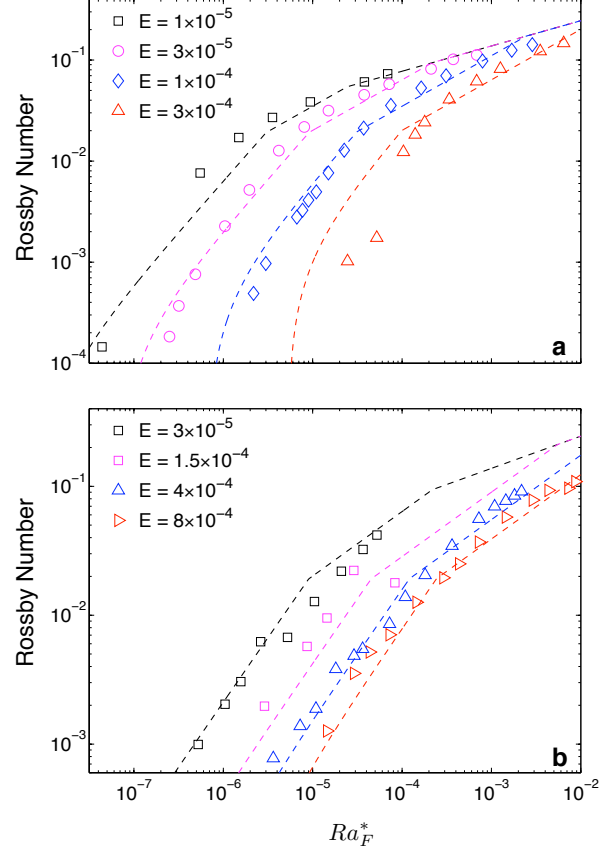 10⁻¹
10⁻²
10⁻³
10⁻⁴
Rossby Number
E = 1×10⁻⁵
E = 3×10⁻⁵
E = 1×10⁻⁴
E = 3×10⁻⁴
a
10⁻¹
10⁻²
10⁻³
Rossby Number
E = 3×10⁻⁵
E = 1.5×10⁻⁴
E = 4×10⁻⁴
E = 8×10⁻⁴
b
10⁻⁷ 10⁻⁶ 10⁻⁵ 10⁻⁴ 10⁻³ 10⁻²
Ra*_F